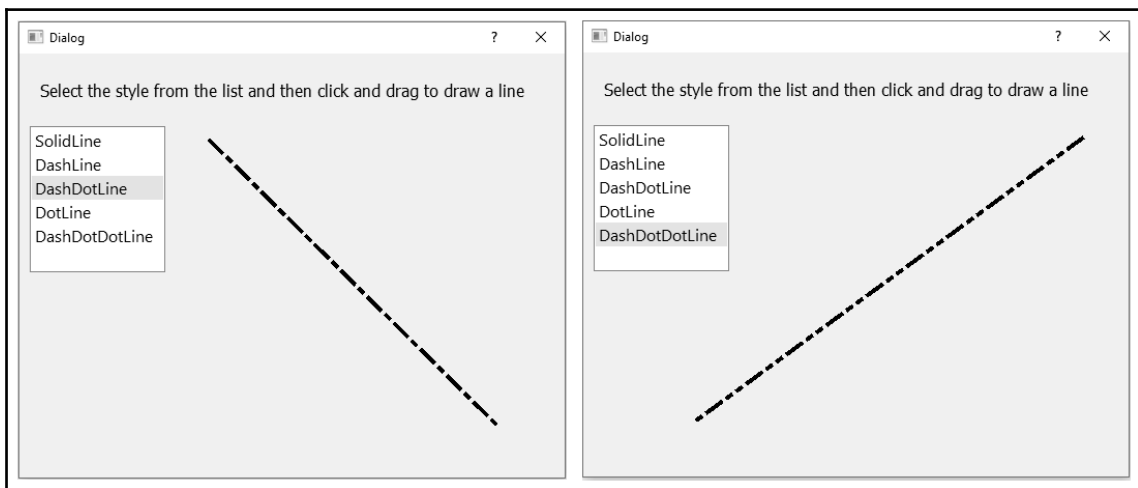 Dialog
?
Select the style from the list and then click and drag to draw a line
SolidLine
DashLine
DashDotLine
DotLine
DashDotDotLine
Dialog
?
Select the style from the list and then click and drag to draw a line
SolidLine
DashLine
DashDotLine
DotLine
DashDotDotLine